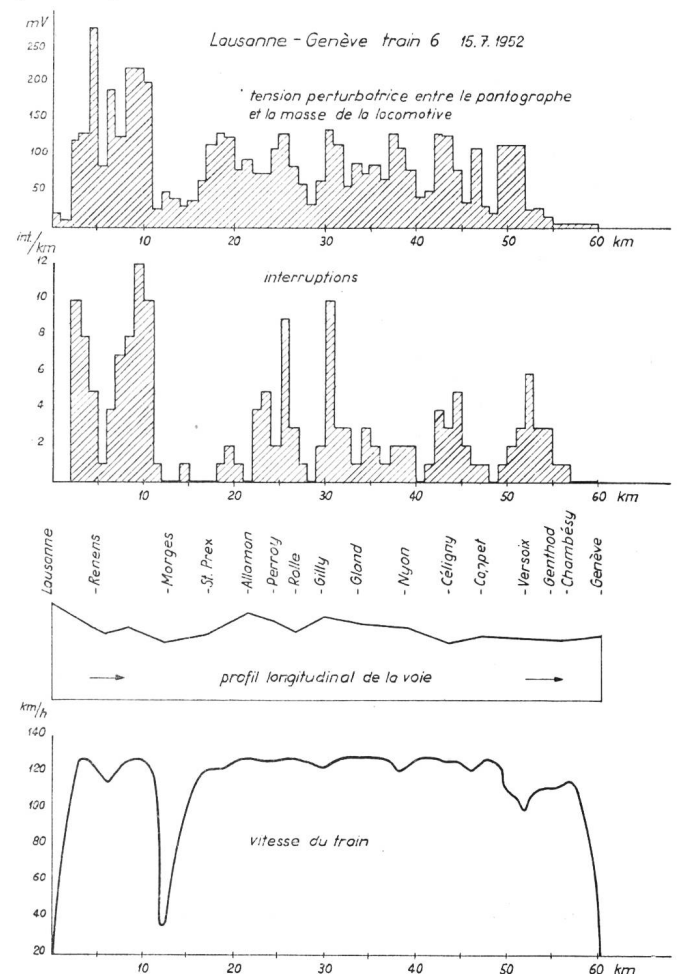 mV
Lausanne - Genève train 6 15.7.1952
250
200
tension perturbatrice entre le pantographe
et la masse de la locomotive
150
100
50
10 20 30 40 50 60 km
int./km
12
interruptions
10
8
6
4
2
10 20 30 40 50 60 km
Lausanne
- Renens
- Morges
- St. Prex
- Allaman
- Perroy
- Rolle
- Gilly
- Gland
- Nyon
- Céligny
- Coppet
- Versoix
- Genthod
- Chambésy
- Genève
profil longitudinal de la voie
km/h
140
120
100
80
vitesse du train
60
40
20
10 20 30 40 50 60 km